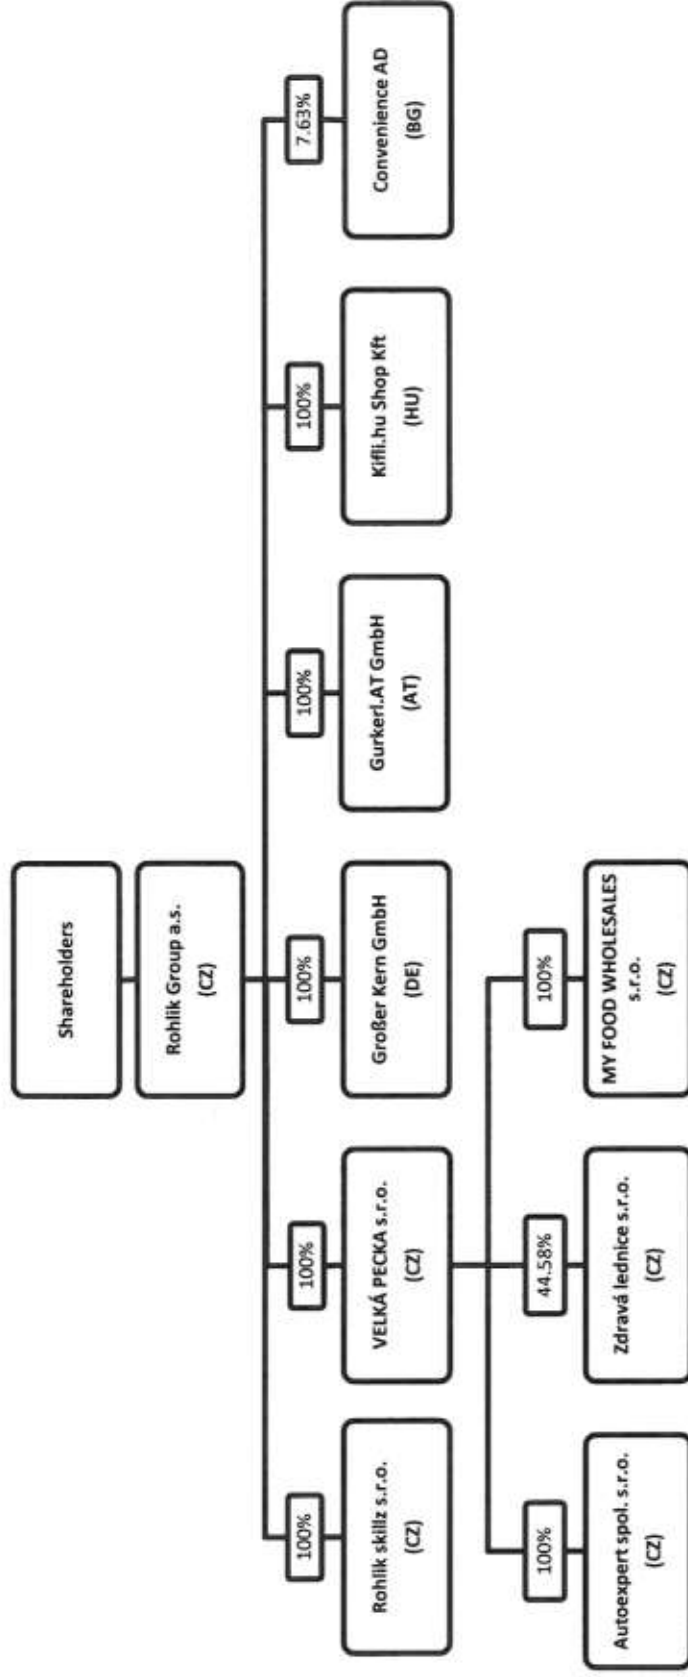 Shareholders
Rohlik Group a.s.
(CZ)
100%
100%
100%
100%
100%
7.63%
Rohlik skillz s.r.o.
(CZ)
VELKÁ PECKA s.r.o.
(CZ)
Großer Kern GmbH
(DE)
Gurkerl.AT GmbH
(AT)
Kifli.hu Shop Kft
(HU)
Convenience AD
(BG)
100%
44.58%
100%
Autoexpert spol. s.r.o.
(CZ)
Zdravá lednice s.r.o.
(CZ)
MY FOOD WHOLESALES
s.r.o.
(CZ)